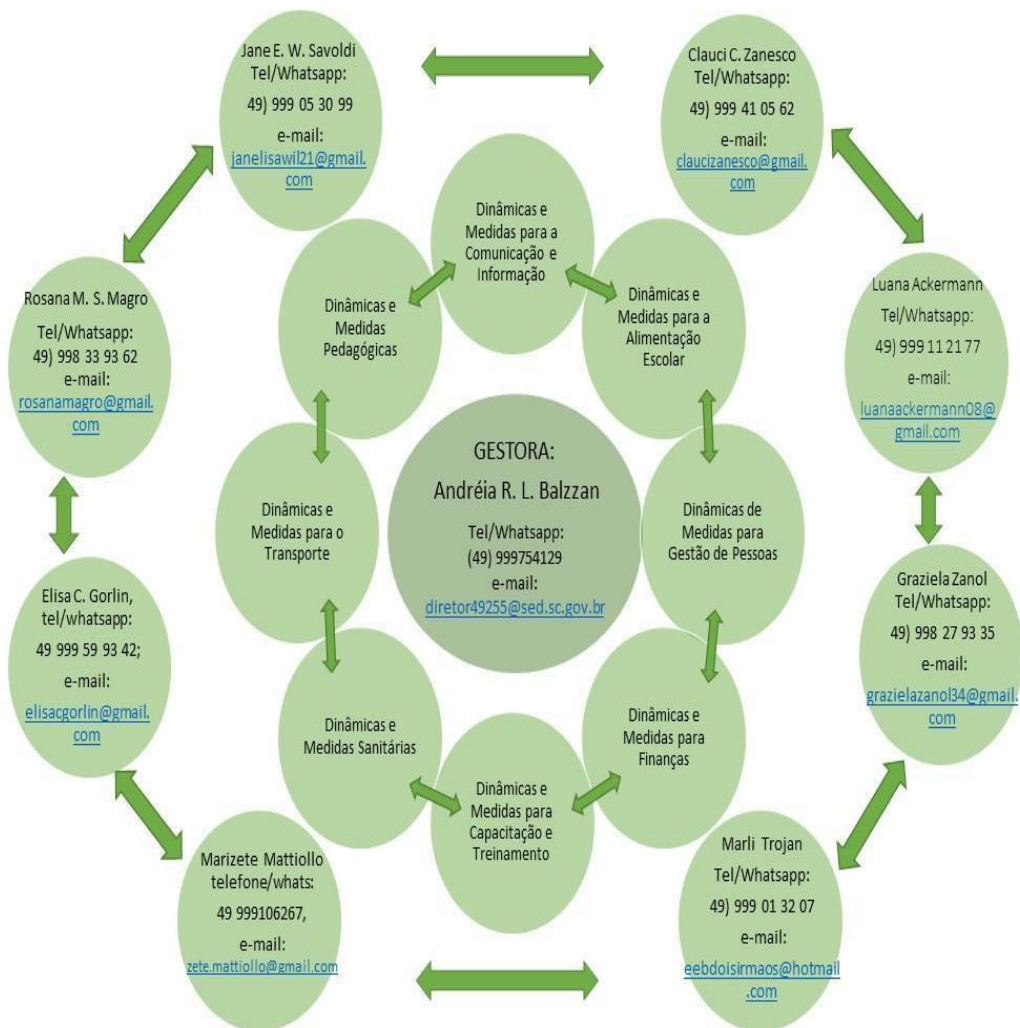 Jane E. W. Savoldi
Tel/Whatsapp:
49) 999 05 30 99
e-mail:
janelisawil21@gmail.
com
Clauci C. Zanesco
Tel/Whatsapp:
49) 999 41 05 62
e-mail:
claucizanesco@gmail.
com
Dinâmicas e
Medidas para a
Comunicação e
Informação
Rosana M. S. Magro
Tel/Whatsapp:
49) 998 33 93 62
e-mail:
rosanamagro@gmail.
com
Dinâmicas e
Medidas
Pedagógicas
Dinâmicas e
Medidas para a
Alimentação
Escolar
Luana Ackermann
Tel/Whatsapp:
49) 999 11 21 77
e-mail:
luanaackermann08@
gmail.com
GESTORA:
Andréia R. L. Balzzan
Tel/Whatsapp:
(49) 999754129
e-mail:
diretor49255@sed.sc.gov.br
Dinâmicas e
Medidas para o
Transporte
Dinâmicas de
Medidas para
Gestão de Pessoas
Elisa C. Gorlin,
tel/whatsapp:
49 999 59 93 42;
e-mail:
elisacgorlin@gmail.
com
Graziela Zanol
Tel/Whatsapp:
49) 998 27 93 35
e-mail:
grazielazanol34@gmail.
com
Dinâmicas e
Medidas Sanitárias
Dinâmicas e
Medidas para
Finanças
Dinâmicas e
Medidas para
Capacitação e
Treinamento
Marizete Mattiollo
telefone/whats:
49 999106267,
e-mail:
zete.mattiollo@gmail.com
Marli Trojan
Tel/Whatsapp:
49) 999 01 32 07
e-mail:
eebdoisirmaos@hotmail
.com